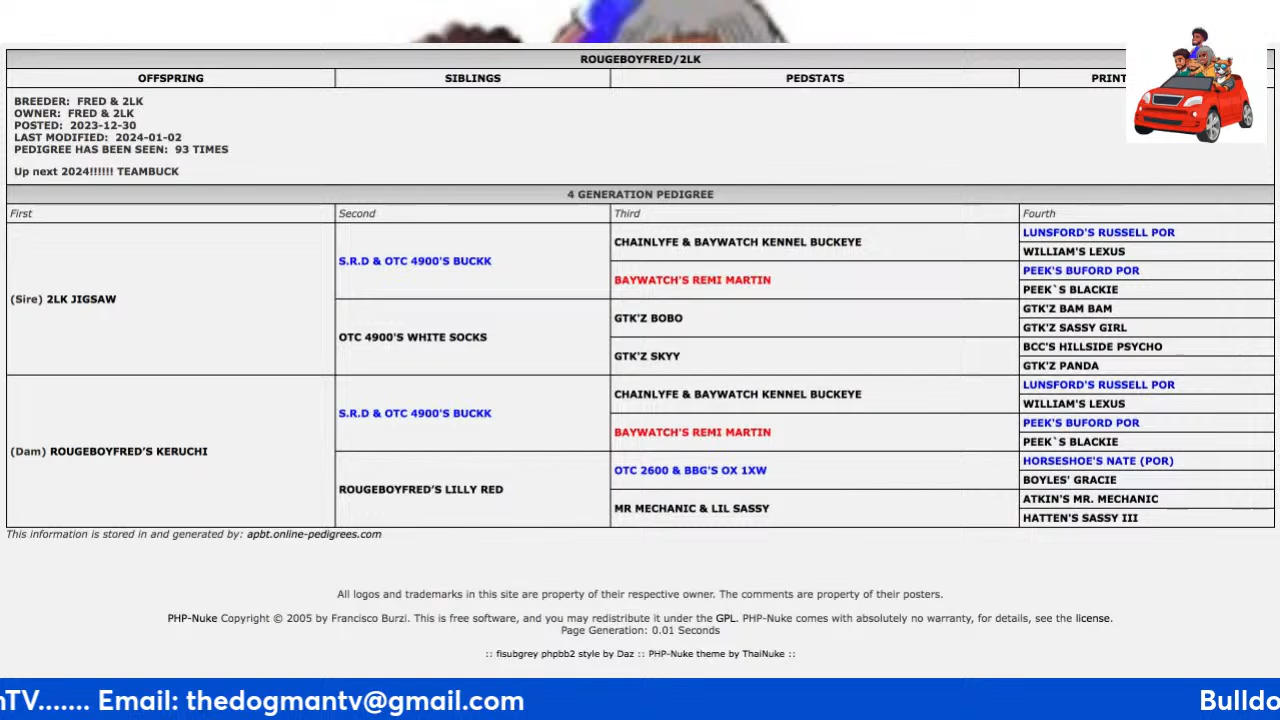 ROUGEBOYFRED/2LK
OFFSPRING SIBLINGS PEDSTATS PRINT
BREEDER: FRED & 2LK
OWNER: FRED & 2LK
POSTED: 2023-12-30
LAST MODIFIED: 2024-01-02
PEDIGREE HAS BEEN SEEN: 93 TIMES
Up next 2024!!!!!! TEAMBUCK
4 GENERATION PEDIGREE
First Second Third Fourth
(Sire) 2LK JIGSAW
S.R.D & OTC 4900'S BUCKK
CHAINLYFE & BAYWATCH KENNEL BUCKEYE
LUNSFORD'S RUSSELL POR
WILLIAM'S LEXUS
BAYWATCH'S REMI MARTIN
PEEK'S BUFORD POR
PEEK`S BLACKIE
OTC 4900'S WHITE SOCKS
GTK'Z BOBO
GTK'Z BAM BAM
GTK'Z SASSY GIRL
GTK'Z SKYY
BCC'S HILLSIDE PSYCHO
GTK'Z PANDA
(Dam) ROUGEBOYFRED’S KERUCHI
S.R.D & OTC 4900'S BUCKK
CHAINLYFE & BAYWATCH KENNEL BUCKEYE
LUNSFORD'S RUSSELL POR
WILLIAM'S LEXUS
BAYWATCH'S REMI MARTIN
PEEK'S BUFORD POR
PEEK`S BLACKIE
ROUGEBOYFRED’S LILLY RED
OTC 2600 & BBG'S OX 1XW
HORSESHOE'S NATE (POR)
BOYLES' GRACIE
MR MECHANIC & LIL SASSY
ATKIN'S MR. MECHANIC
HATTEN'S SASSY III
This information is stored in and generated by: apbt.online-pedigrees.com
All logos and trademarks in this site are property of their respective owner. The comments are property of their posters.
PHP-Nuke Copyright © 2005 by Francisco Burzi. This is free software, and you may redistribute it under the GPL. PHP-Nuke comes with absolutely no warranty, for details, see the license.
Page Generation: 0.01 Seconds
:: fisubgrey phpbb2 style by Daz :: PHP-Nuke theme by ThaiNuke ::
nTV....... Email: thedogmantv@gmail.com Bulldo